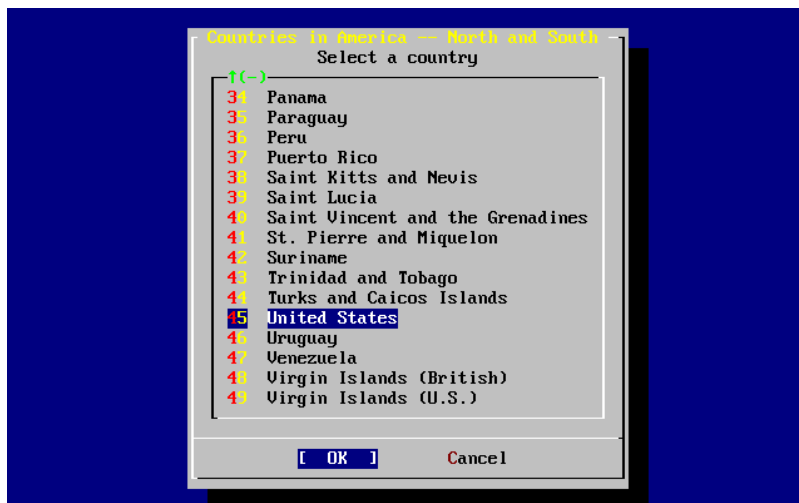 Countries in America -- North and South
Select a country
↑(-)
34 Panama
35 Paraguay
36 Peru
37 Puerto Rico
38 Saint Kitts and Nevis
39 Saint Lucia
40 Saint Vincent and the Grenadines
41 St. Pierre and Miquelon
42 Suriname
43 Trinidad and Tobago
44 Turks and Caicos Islands
45 United States
46 Uruguay
47 Venezuela
48 Virgin Islands (British)
49 Virgin Islands (U.S.)
[ OK ] Cancel